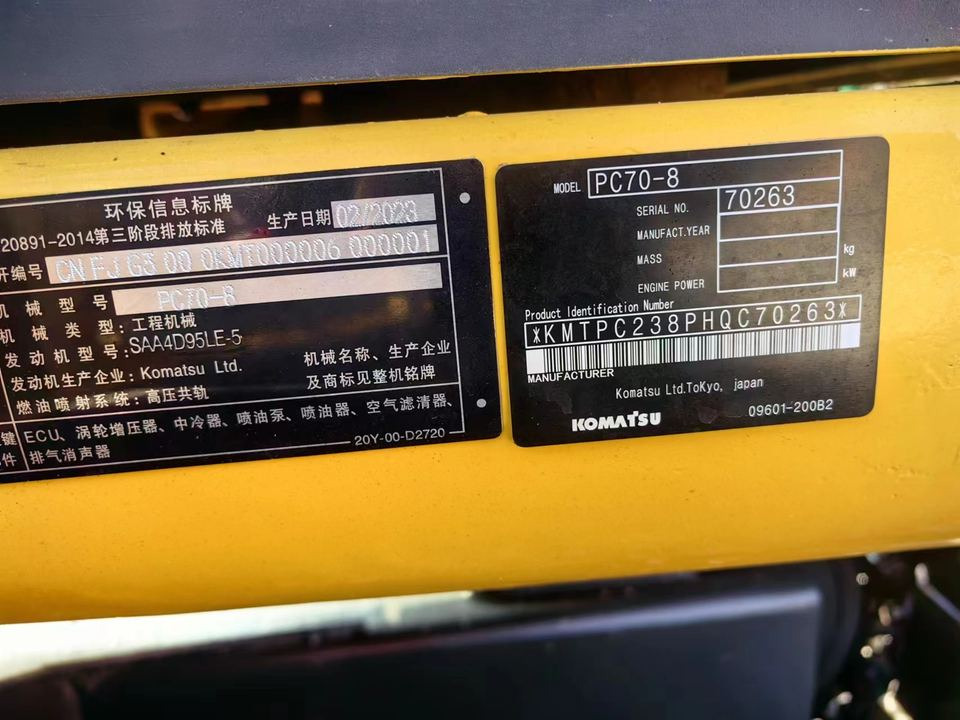 环保信息标牌
生产日期 02/2023
20891-2014第三阶段排放标准
开编号 CN FJ G3 00 0KMT000006 000001
机械型号 PC70-8
机械类型:工程机械
发动机型号:SAA4D95LE-5
发动机生产企业:Komatsu Ltd.
燃油喷射系统:高压共轨
机械名称、生产企业
及商标见整机铭牌
键 ECU、涡轮增压器、中冷器、喷油泵、喷油器、空气滤清器、
件 排气消声器
20Y-00-D2720
MODEL PC70-8
SERIAL NO. 70263
MANUFACT.YEAR
MASS kg
ENGINE POWER kW
Product Identification Number
*KMTPC238PHQC70263*
MANUFACTURER
Komatsu Ltd.ToKyo, japan
KOMATSU 09601-200B2